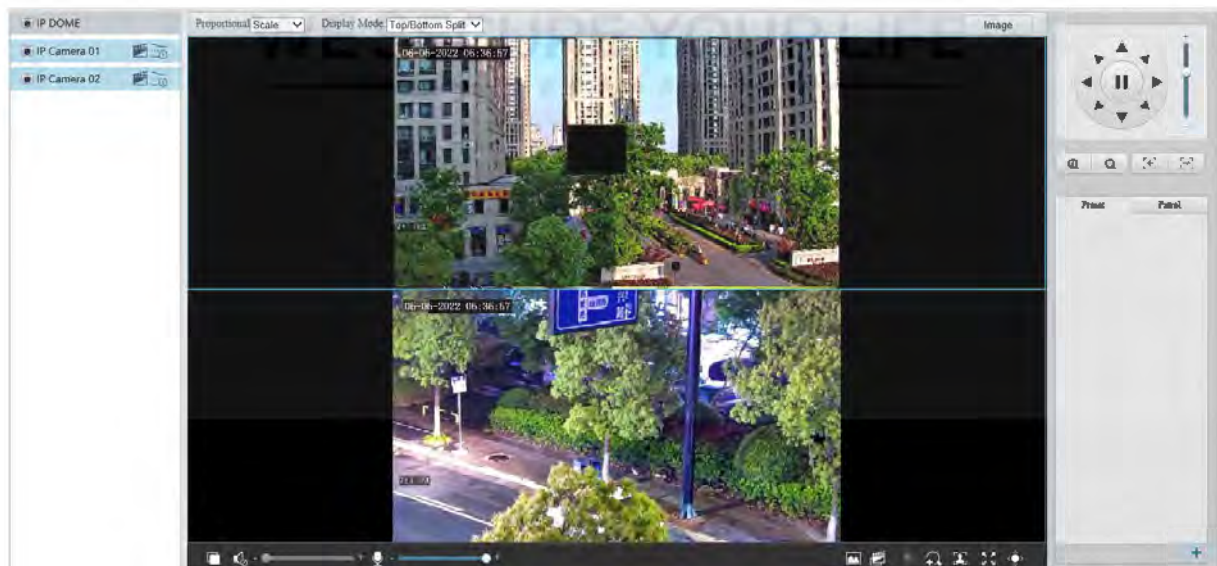 IP DOME
Proportional Scale Display Mode Top/Bottom Split Image
IP Camera 01
IP Camera 02
06-06-2022 06:36:57
06-06-2022 06:36:57
Preset Patrol